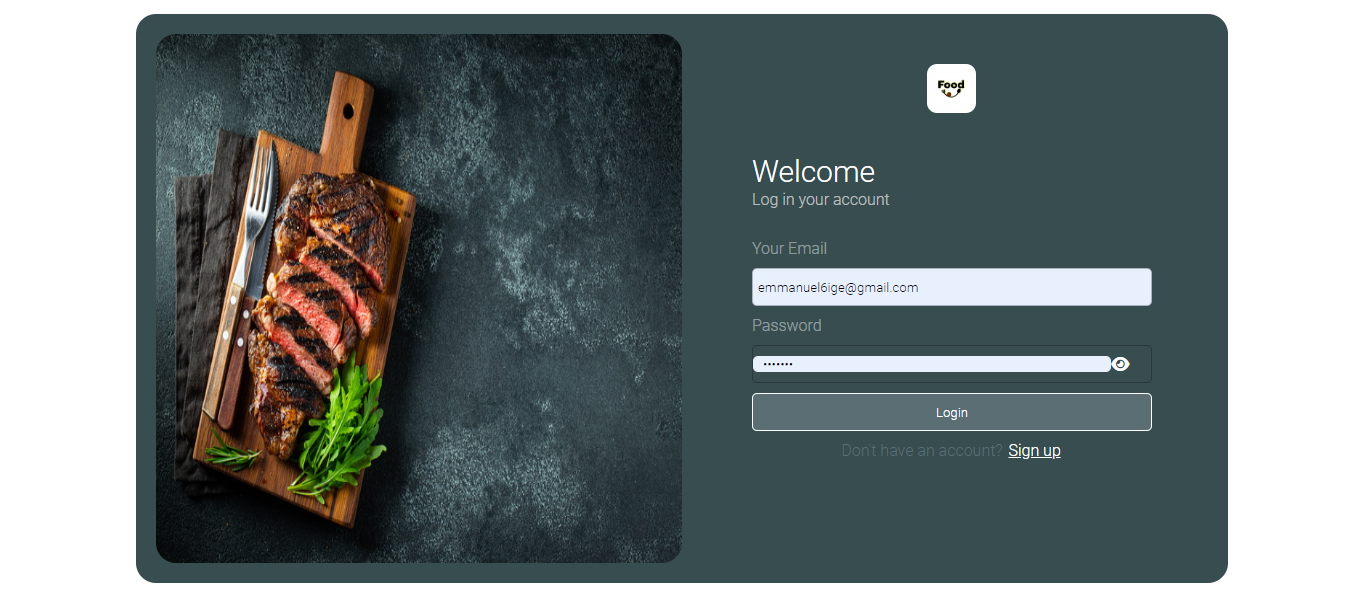 Food
Welcome
Log in your account
Your Email
emmanuel6ige@gmail.com
Password
•••••••
Login
Don't have an account? Sign up